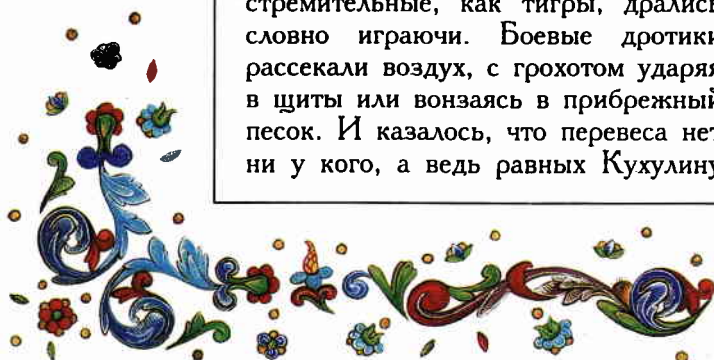 стремительные, как тигры, дрались
словно играючи. Боевые дротики
рассекали воздух, с грохотом ударяя
в щиты или вонзаясь в прибрежный
песок. И казалось, что перевеса нет
ни у кого, а ведь равных Кухулину